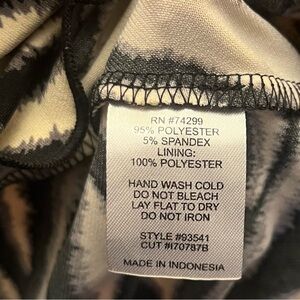 RN #74299
95% POLYESTER
5% SPANDEX
LINING:
100% POLYESTER
HAND WASH COLD
DO NOT BLEACH
LAY FLAT TO DRY
DO NOT IRON
STYLE #93541
CUT #I70787B
MADE IN INDONESIA